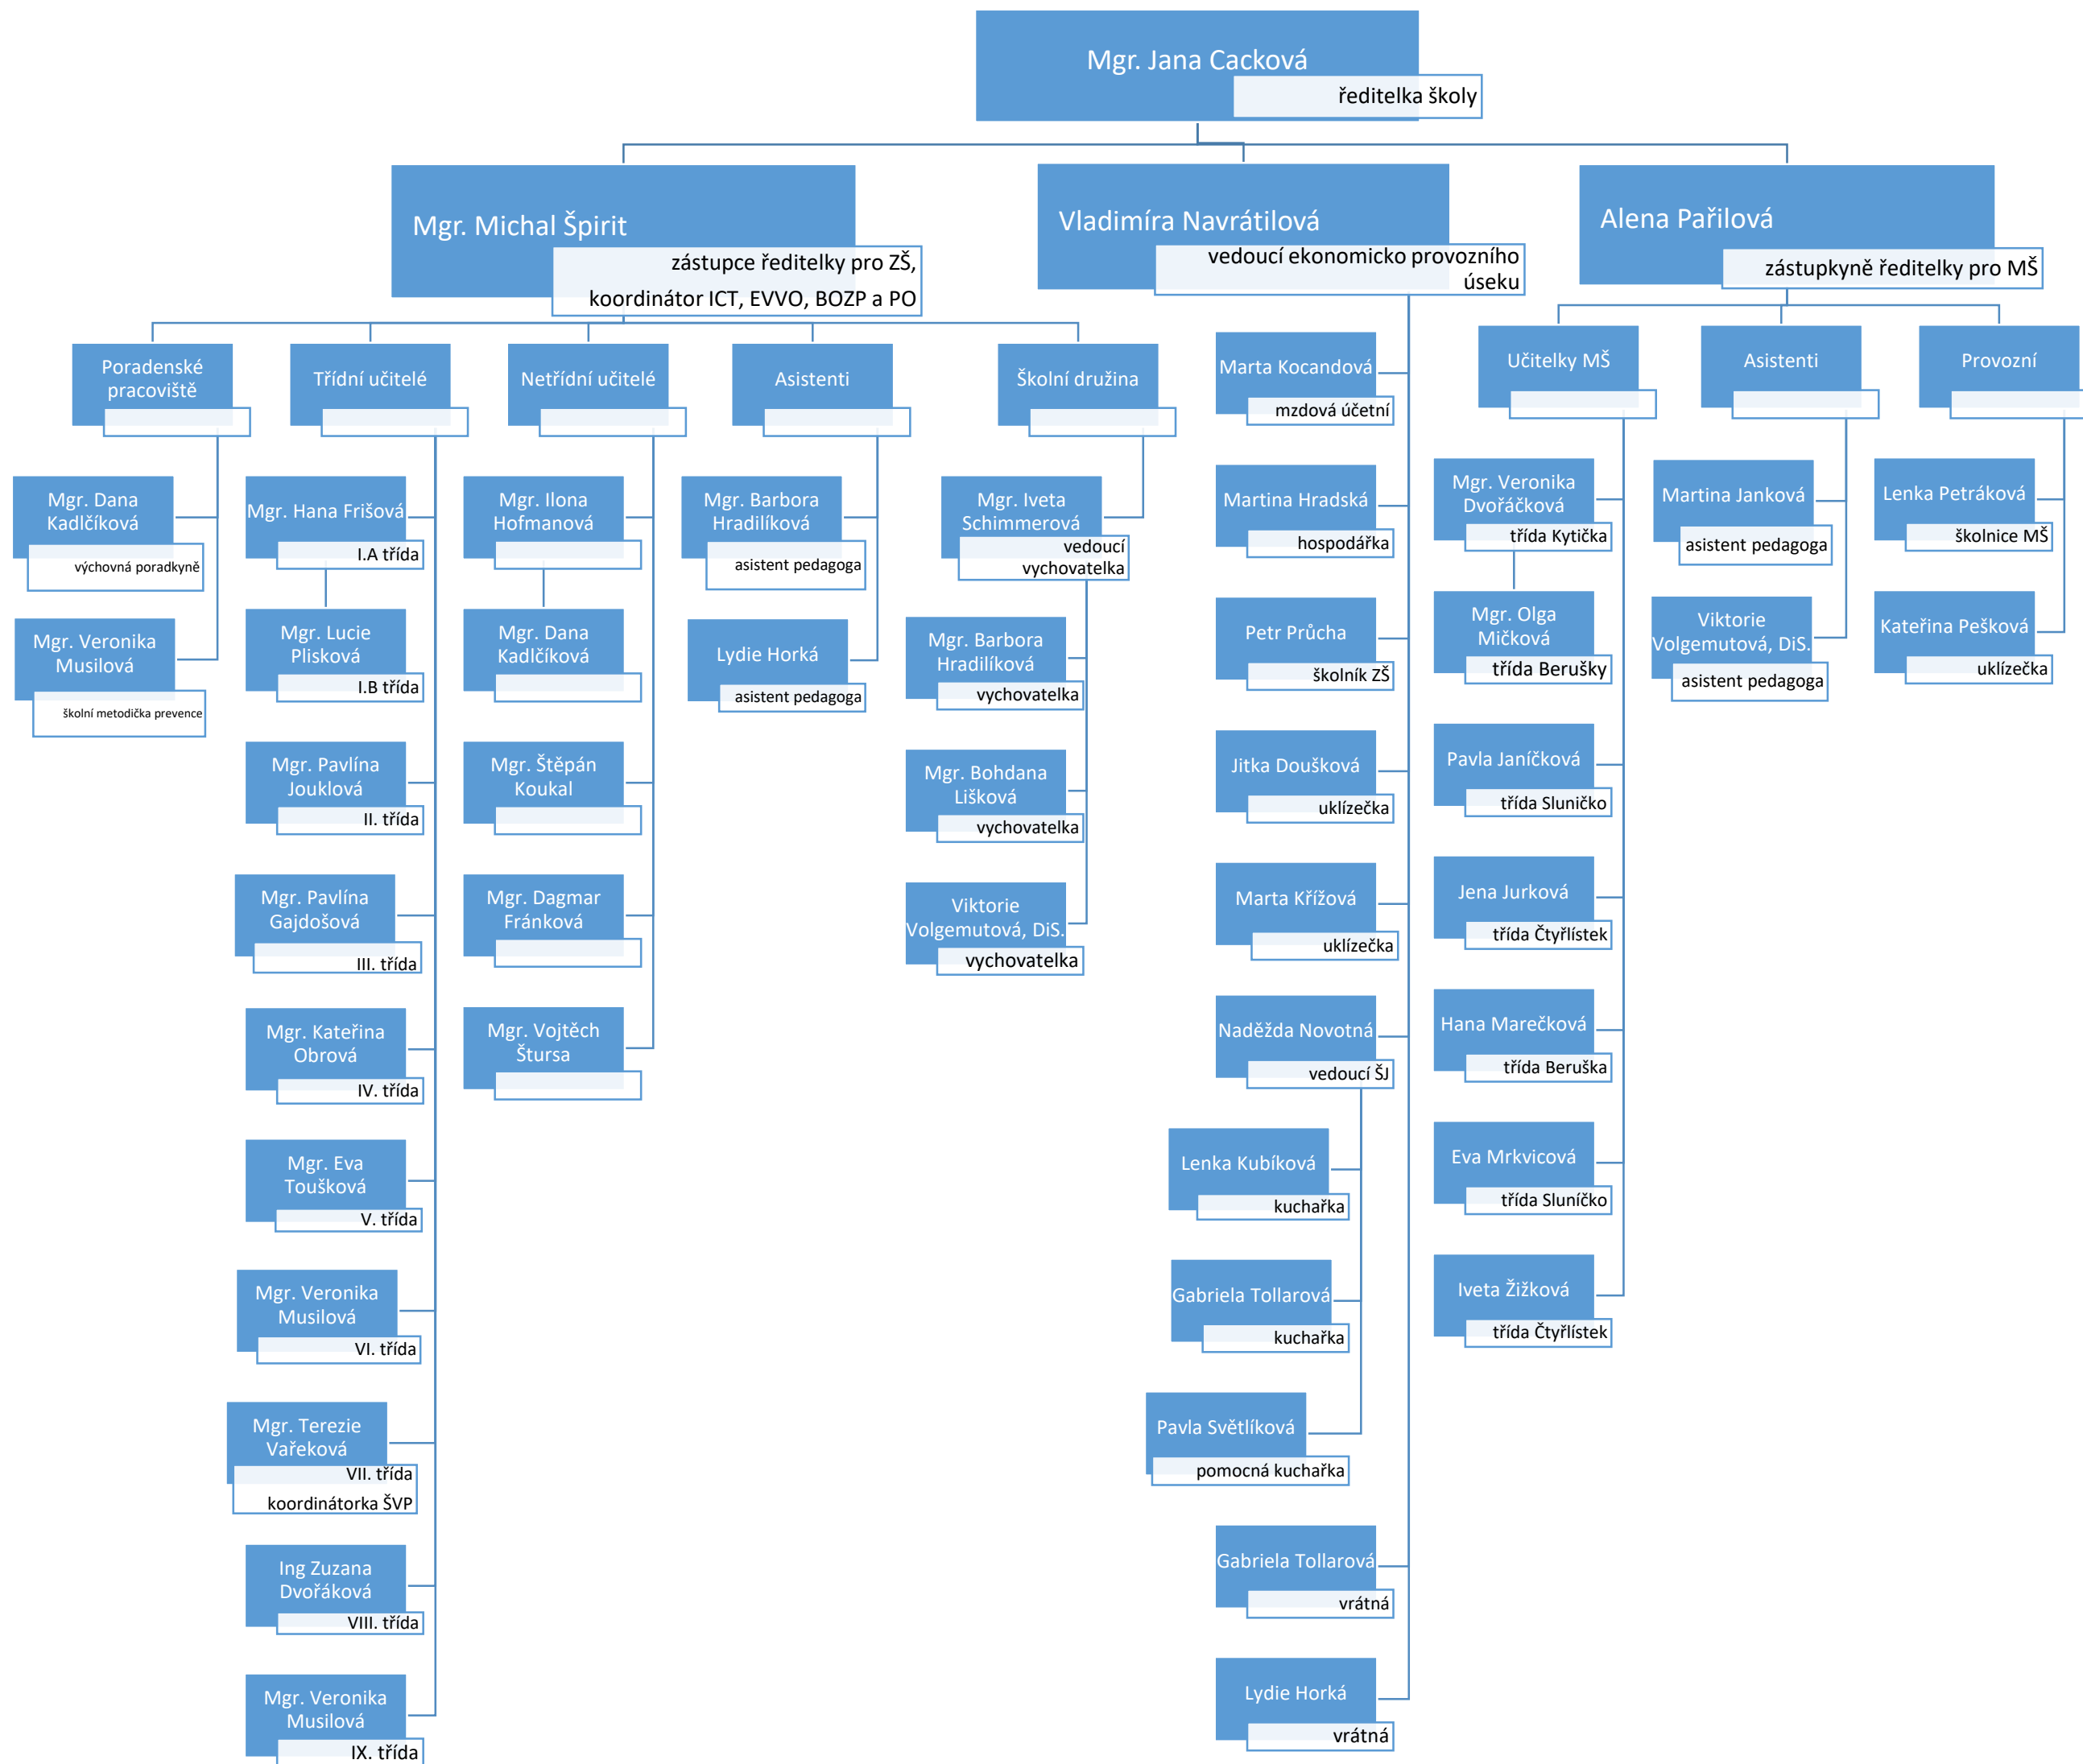 Mgr. Jana Cacková
ředitelka školy
Mgr. Michal Špirit
zástupce ředitelky pro ZŠ,
koordinátor ICT, EVVO, BOZP a PO
Vladimíra Navrátilová
vedoucí ekonomicko provozního
úseku
Alena Pařilová
zástupkyně ředitelky pro MŠ
Poradenské
pracoviště
Mgr. Dana
Kadlčíková
výchovná poradkyně
Mgr. Veronika
Musilová
školní metodička prevence
Třídní učitelé
Mgr. Hana Frišová
I.A třída
Mgr. Lucie
Plisková
I.B třída
Mgr. Pavlína
Jouklová
II. třída
Mgr. Pavlína
Gajdošová
III. třída
Mgr. Kateřina
Obrová
IV. třída
Mgr. Eva
Toušková
V. třída
Mgr. Veronika
Musilová
VI. třída
Mgr. Terezie
Vařeková
VII. třída
koordinátorka ŠVP
Ing Zuzana
Dvořáková
VIII. třída
Mgr. Veronika
Musilová
IX. třída
Netřídní učitelé
Mgr. Ilona
Hofmanová
Mgr. Dana
Kadlčíková
Mgr. Štěpán
Koukal
Mgr. Dagmar
Fránková
Mgr. Vojtěch
Štursa
Asistenti
Mgr. Barbora
Hradilíková
asistent pedagoga
Lydie Horká
asistent pedagoga
Školní družina
Mgr. Iveta
Schimmerová
vedoucí
vychovatelka
Mgr. Barbora
Hradilíková
vychovatelka
Mgr. Bohdana
Lišková
vychovatelka
Viktorie
Volgemutová, DiS.
vychovatelka
Marta Kocandová
mzdová účetní
Martina Hradská
hospodářka
Petr Průcha
školník ZŠ
Jitka Doušková
uklízečka
Marta Křížová
uklízečka
Naděžda Novotná
vedoucí ŠJ
Lenka Kubíková
kuchařka
Gabriela Tollarová
kuchařka
Pavla Světlíková
pomocná kuchařka
Gabriela Tollarová
vrátná
Lydie Horká
vrátná
Učitelky MŠ
Mgr. Veronika
Dvořáčková
třída Kytička
Mgr. Olga
Mičková
třída Berušky
Pavla Janíčková
třída Sluničko
Jena Jurková
třída Čtyřlístek
Hana Marečková
třída Beruška
Eva Mrkvicová
třída Sluníčko
Iveta Žižková
třída Čtyřlístek
Asistenti
Martina Janková
asistent pedagoga
Viktorie
Volgemutová, DiS.
asistent pedagoga
Provozní
Lenka Petráková
školnice MŠ
Kateřina Pešková
uklízečka